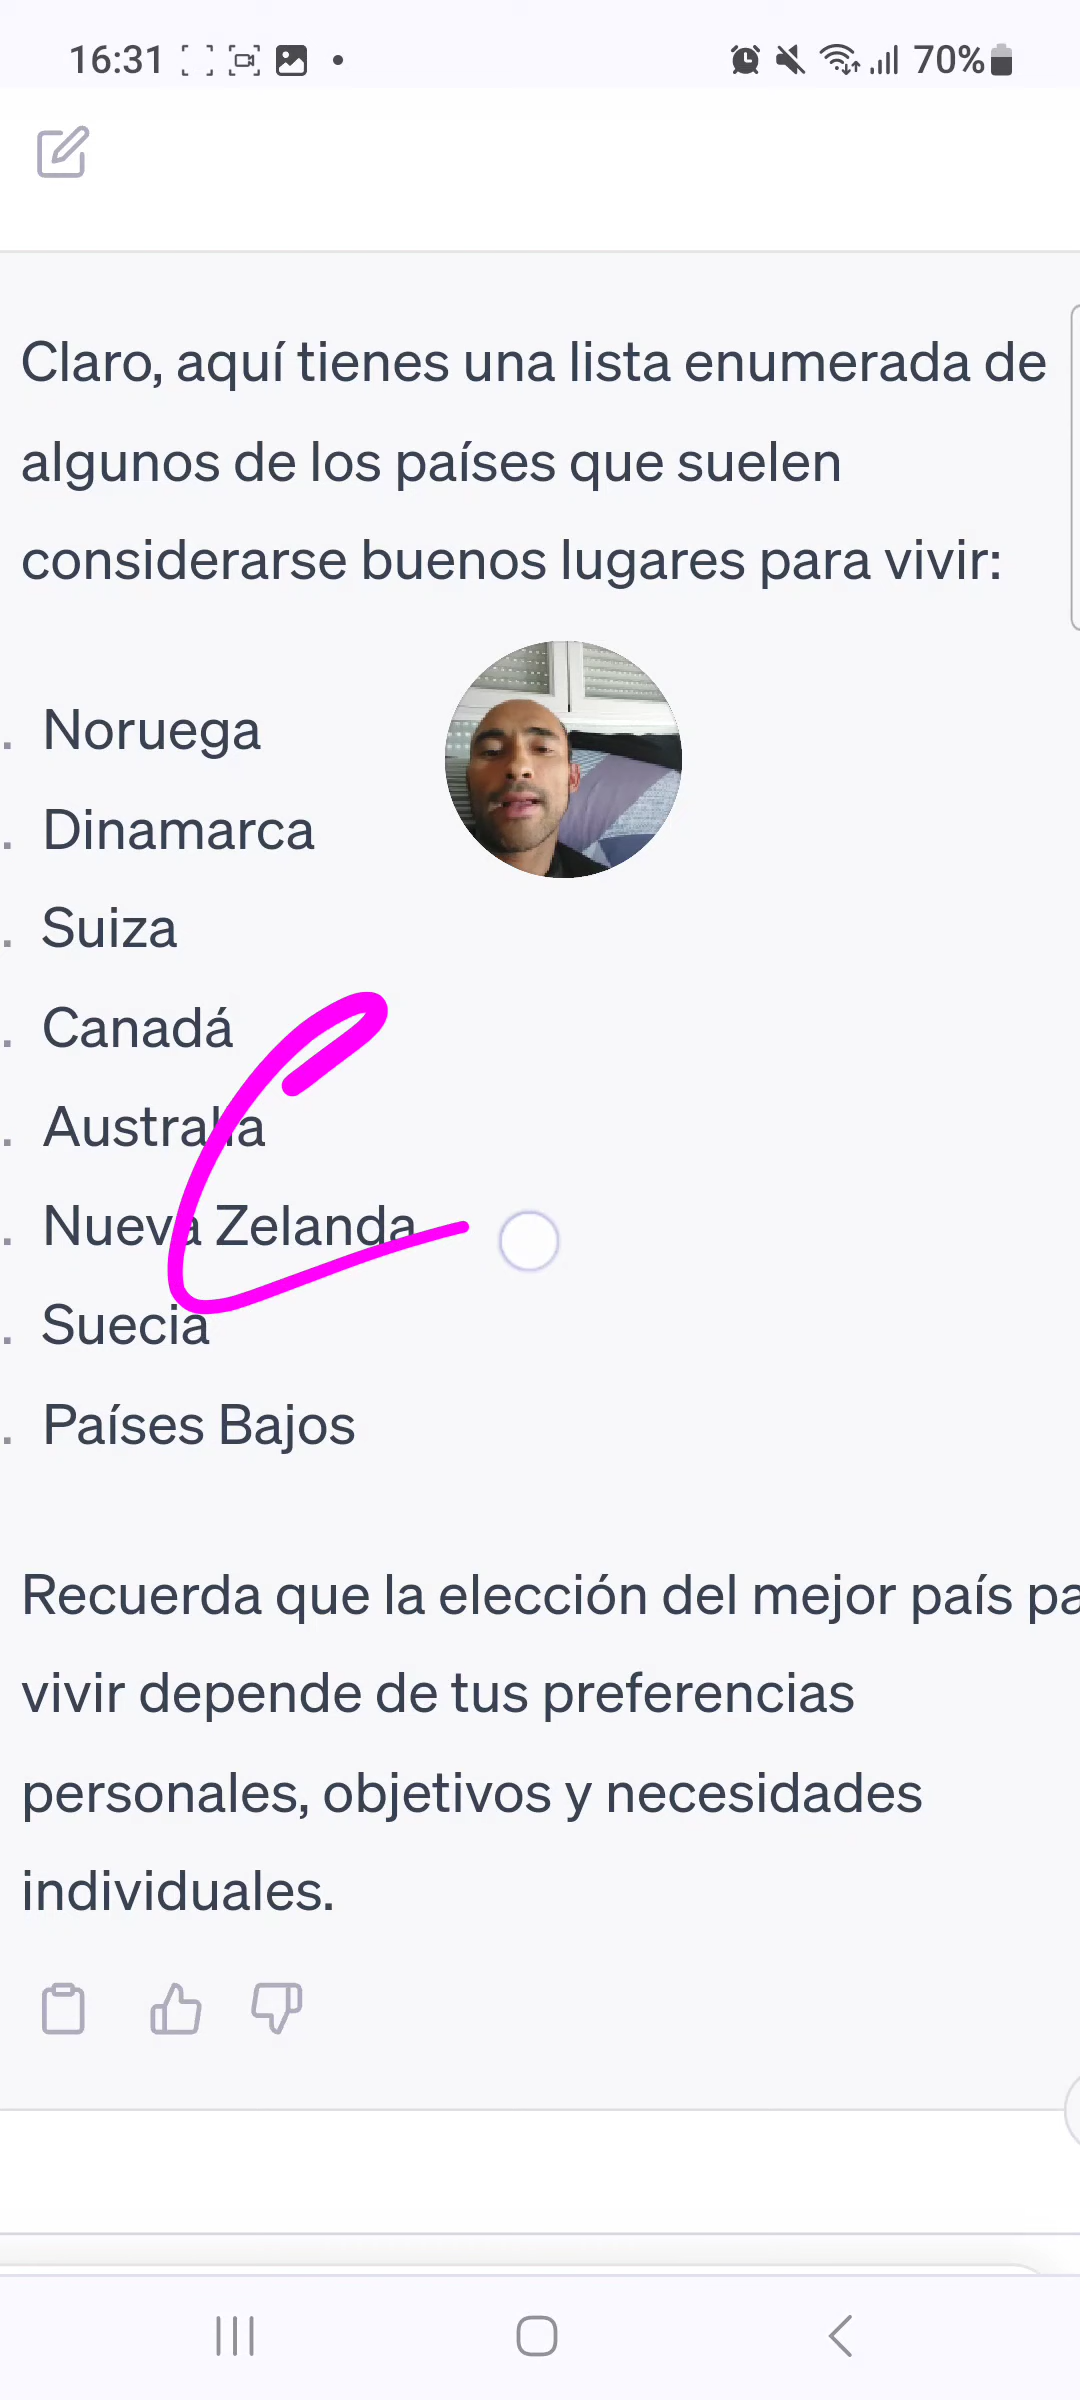 16:31 70%
Claro, aquí tienes una lista enumerada de
algunos de los países que suelen
considerarse buenos lugares para vivir:
. Noruega
. Dinamarca
. Suiza
. Canadá
. Australia
. Nueva Zelanda
. Suecia
. Países Bajos
Recuerda que la elección del mejor país pa
vivir depende de tus preferencias
personales, objetivos y necesidades
individuales.